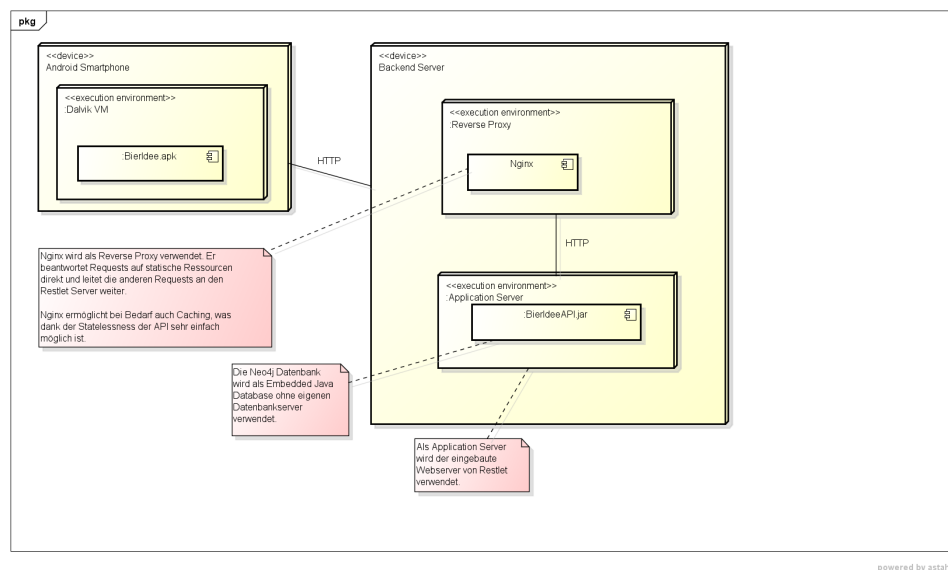 pkg
<<device>>
Android Smartphone
<<execution environment>>
:Dalvik VM
:BierIdee.apk
HTTP
<<device>>
Backend Server
<<execution environment>>
:Reverse Proxy
Nginx
HTTP
<<execution environment>>
:Application Server
:BierIdeeAPI.jar
Nginx wird als Reverse Proxy verwendet. Er
beantwortet Requests auf statische Ressourcen
direkt und leitet die anderen Requests an den
Restlet Server weiter.
Nginx ermöglicht bei Bedarf auch Caching, was
dank der Statelessness der API sehr einfach
möglich ist.
Die Neo4j Datenbank
wird als Embedded Java
Database ohne eigenen
Datenbankserver
verwendet.
Als Application Server
wird der eingebaute
Webserver von Restlet
verwendet.
powered by